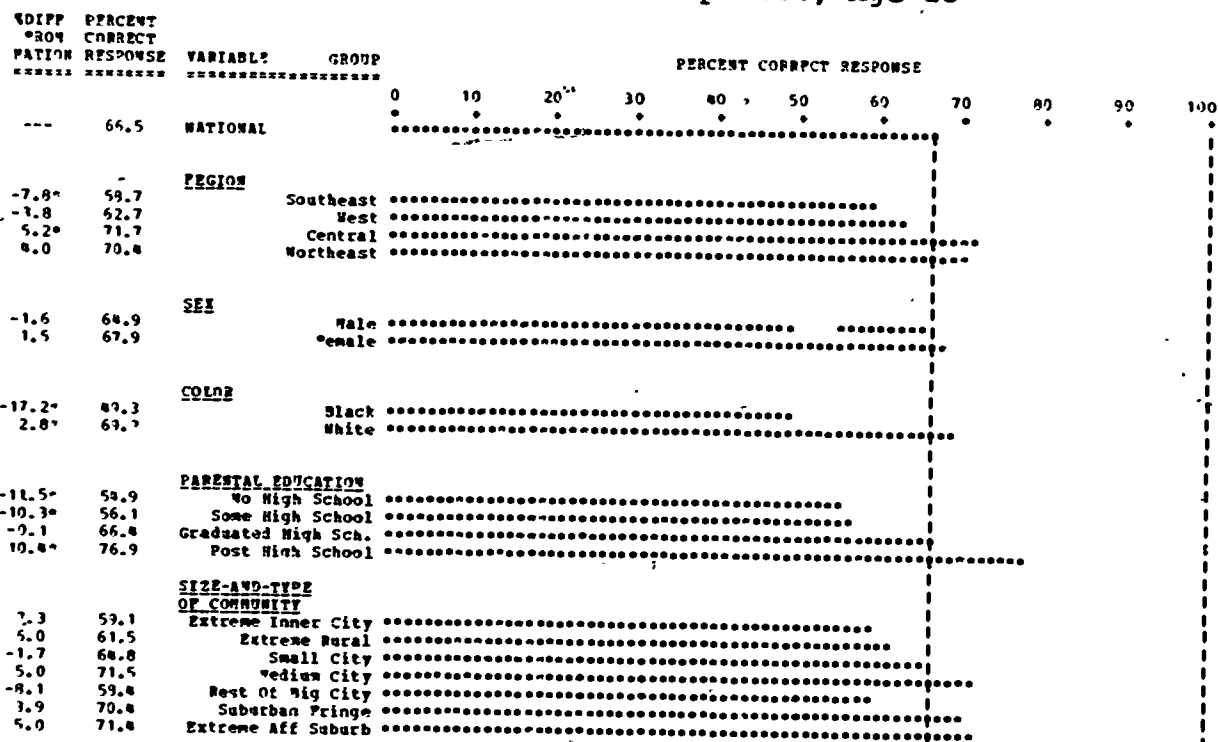 %DIFF PERCENT
CORRECT
RESPONSE VARIABLE GROUP PERCENT CORRECT RESPONSE
====== ======== ====================
0 10 20 30 40 50 60 70 80 90 100
--- 66.5 NATIONAL
REGION
-7.8* 58.7 Southeast
-3.8 62.7 West
5.2* 71.7 Central
4.0 70.4 Northeast
SEX
-1.6 64.9 Male
1.5 67.9 Female
COLOR
-17.2* 49.3 Black
2.8* White
PARENTAL EDUCATION
54.9 No High School
-10.3* 56.1 Some High School
66.4 Graduated High Sch.
10.4* 76.9 Post High School
SIZE-AND-TYPE
OF COMMUNITY
59.1 Extreme Inner City
5.0 61.5 Extreme Rural
-1.7 64.8 Small City
5.0 71.5 Medium City
59.4 Rest Of Big City
3.9 70.4 Suburban Fringe
5.0 71.4 Extreme Aff Suburb